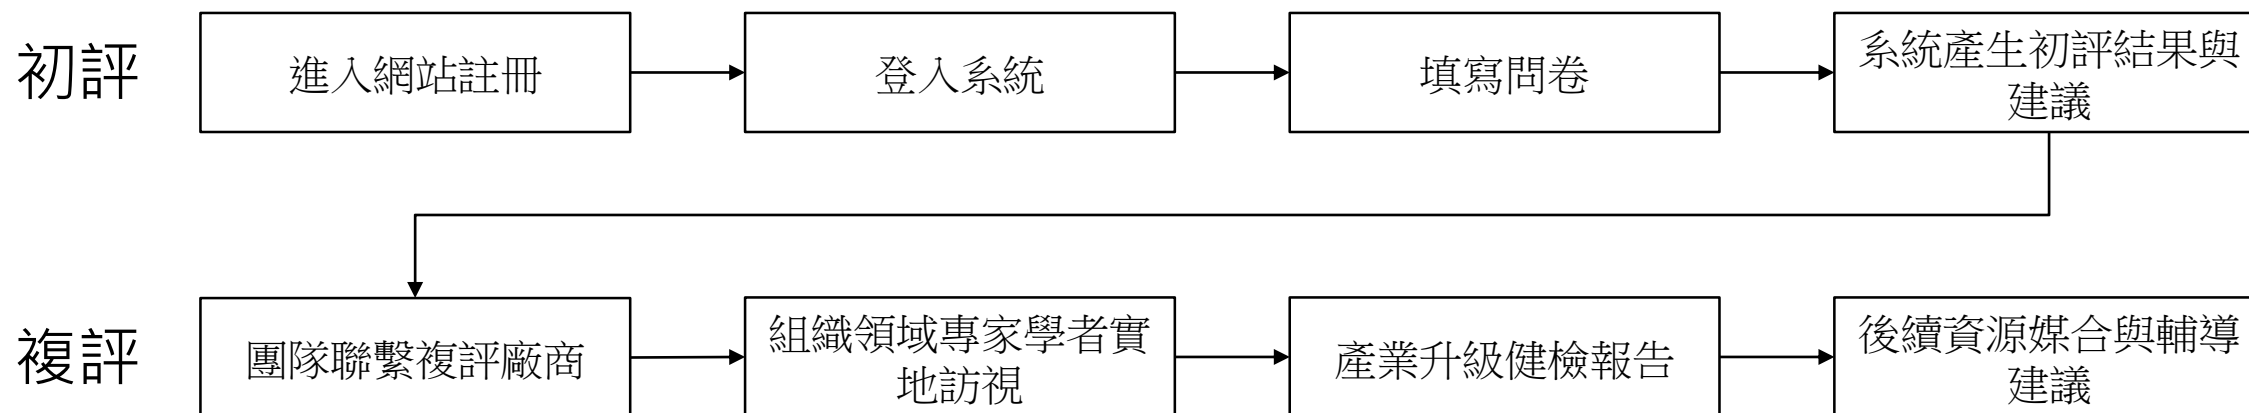 初評
進入網站註冊
登入系統
填寫問卷
系統產生初評結果與
建議
複評
團隊聯繫複評廠商
組織領域專家學者實
地訪視
產業升級健檢報告
後續資源媒合與輔導
建議